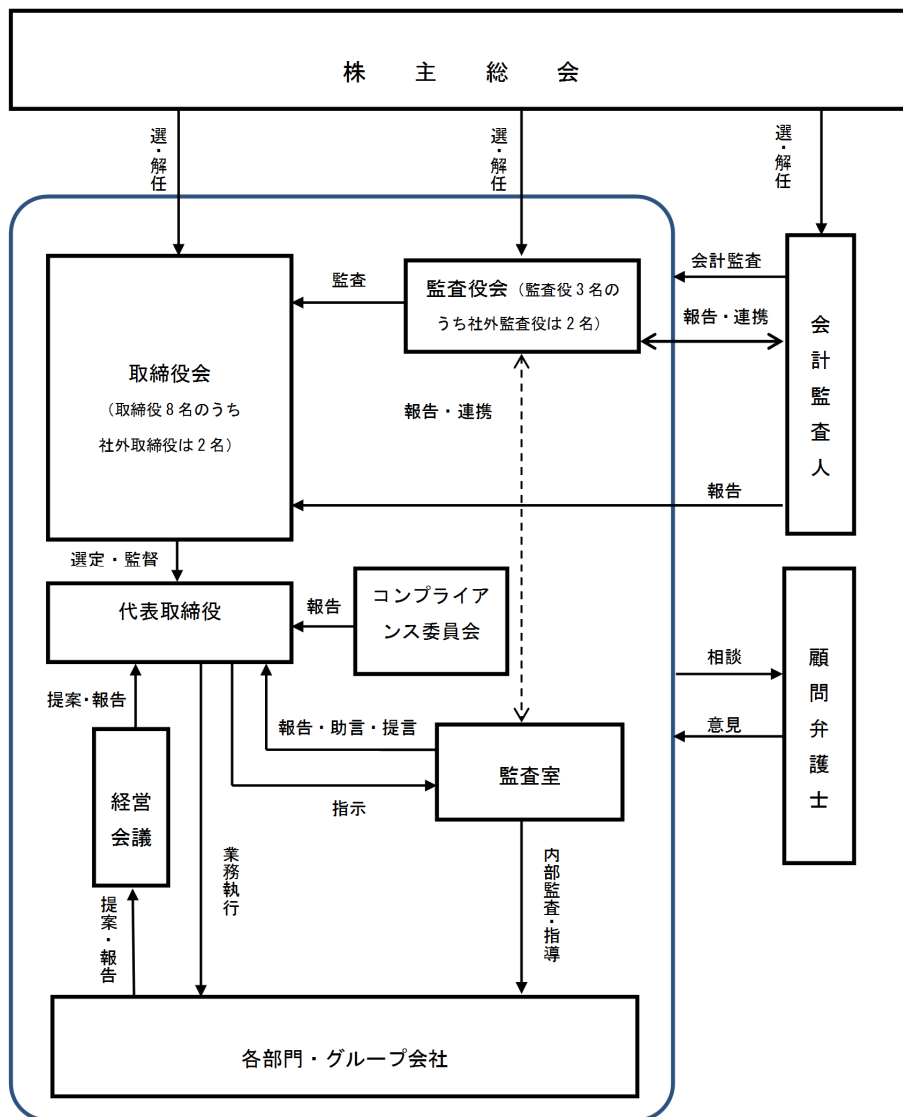 株主総会
選・解任
選・解任
選・解任
会計監査
監査
監査役会（監査役3名の
うち社外監査役は2名）
報告・連携
会計監査人
取締役会
（取締役8名のうち
社外取締役は2名）
報告・連携
報告
選定・監督
代表取締役
報告
コンプライア
ンス委員会
相談
顧問弁護士
提案・報告
報告・助言・提言
意見
監査室
経営
会議
指示
業務執行
内部監査・指導
提案・報告
各部門・グループ会社